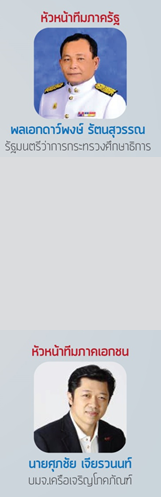 หัวหน้าทีมภาครัฐ
พลเอกดาว์พงษ์ รัตนสุวรรณ
รัฐมนตรีว่าการกระทรวงศึกษาธิการ
หัวหน้าทีมภาคเอกชน
นายศุภชัย เจียรวนนท์
บมจ.เครือเจริญโภคภัณฑ์